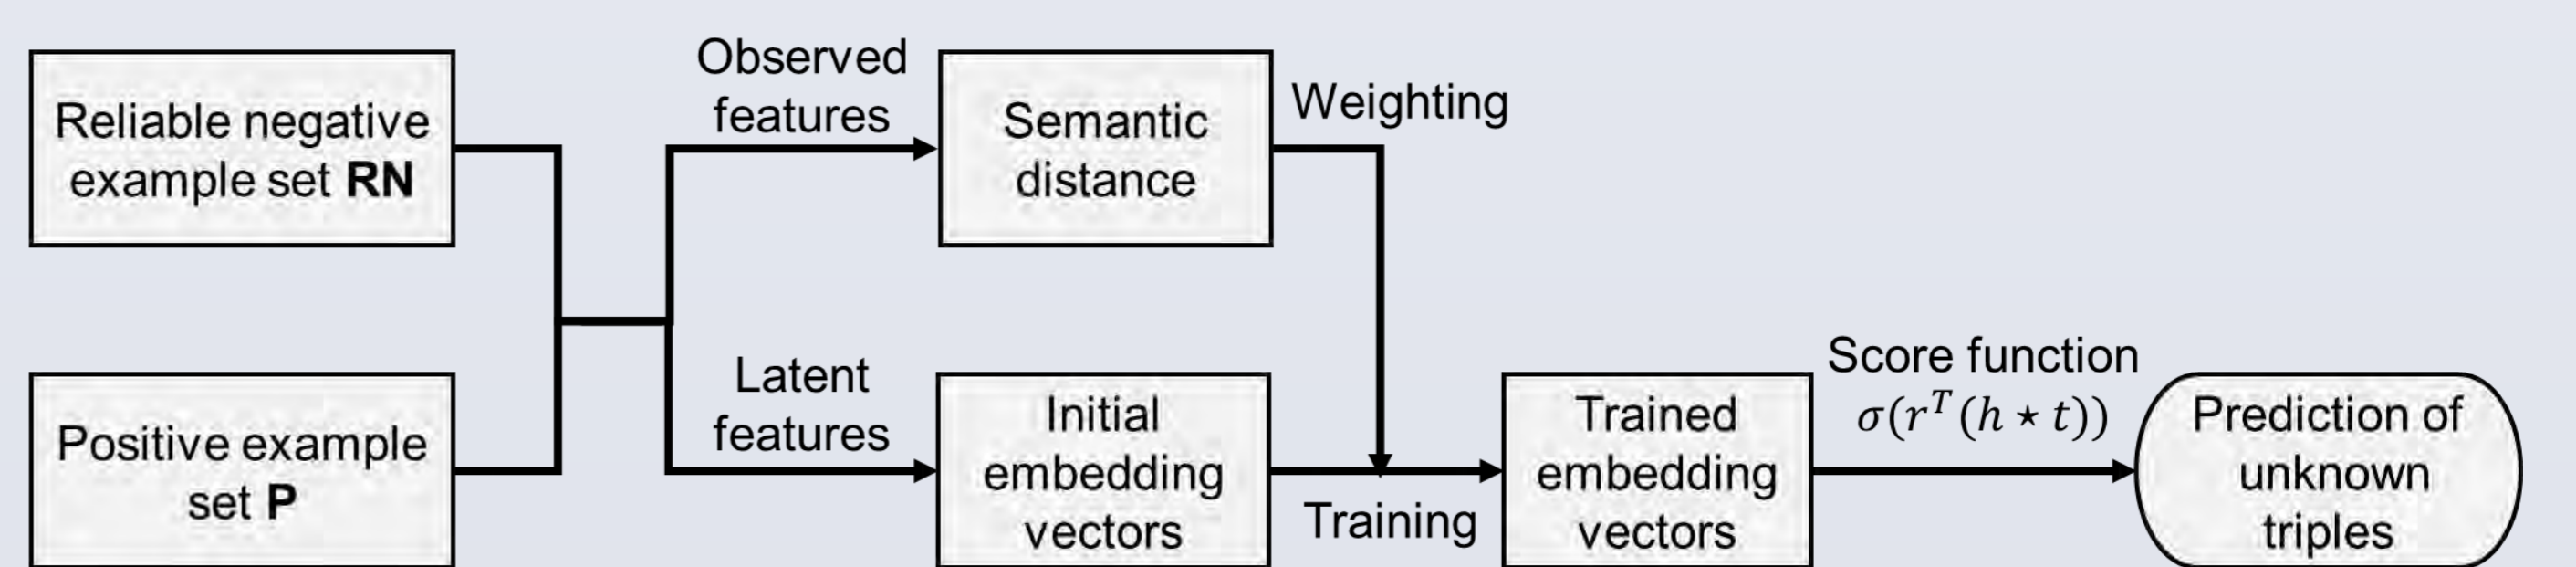 Reliable negative
example set RN
Positive example
set P
Observed
features
Latent
features
Semantic
distance
Initial
embedding
vectors
Weighting
Training
Trained
embedding
vectors
Score function
σ(r^T(h ⋆ t))
Prediction of
unknown
triples